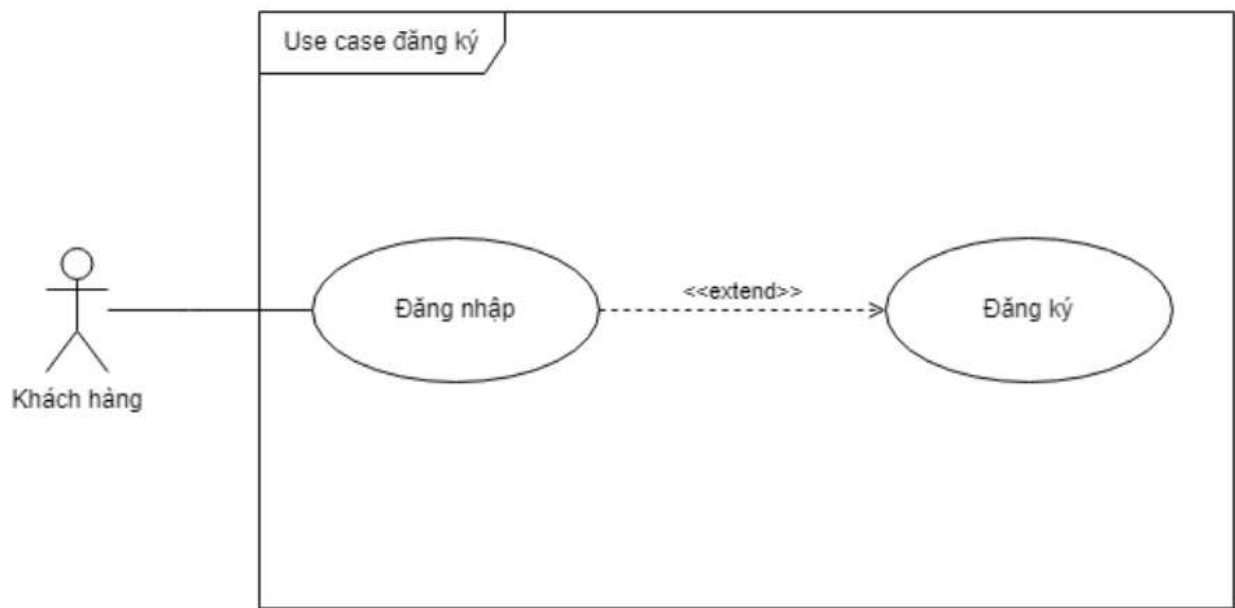 Use case đăng ký
Đăng nhập
<<extend>>
Đăng ký
Khách hàng